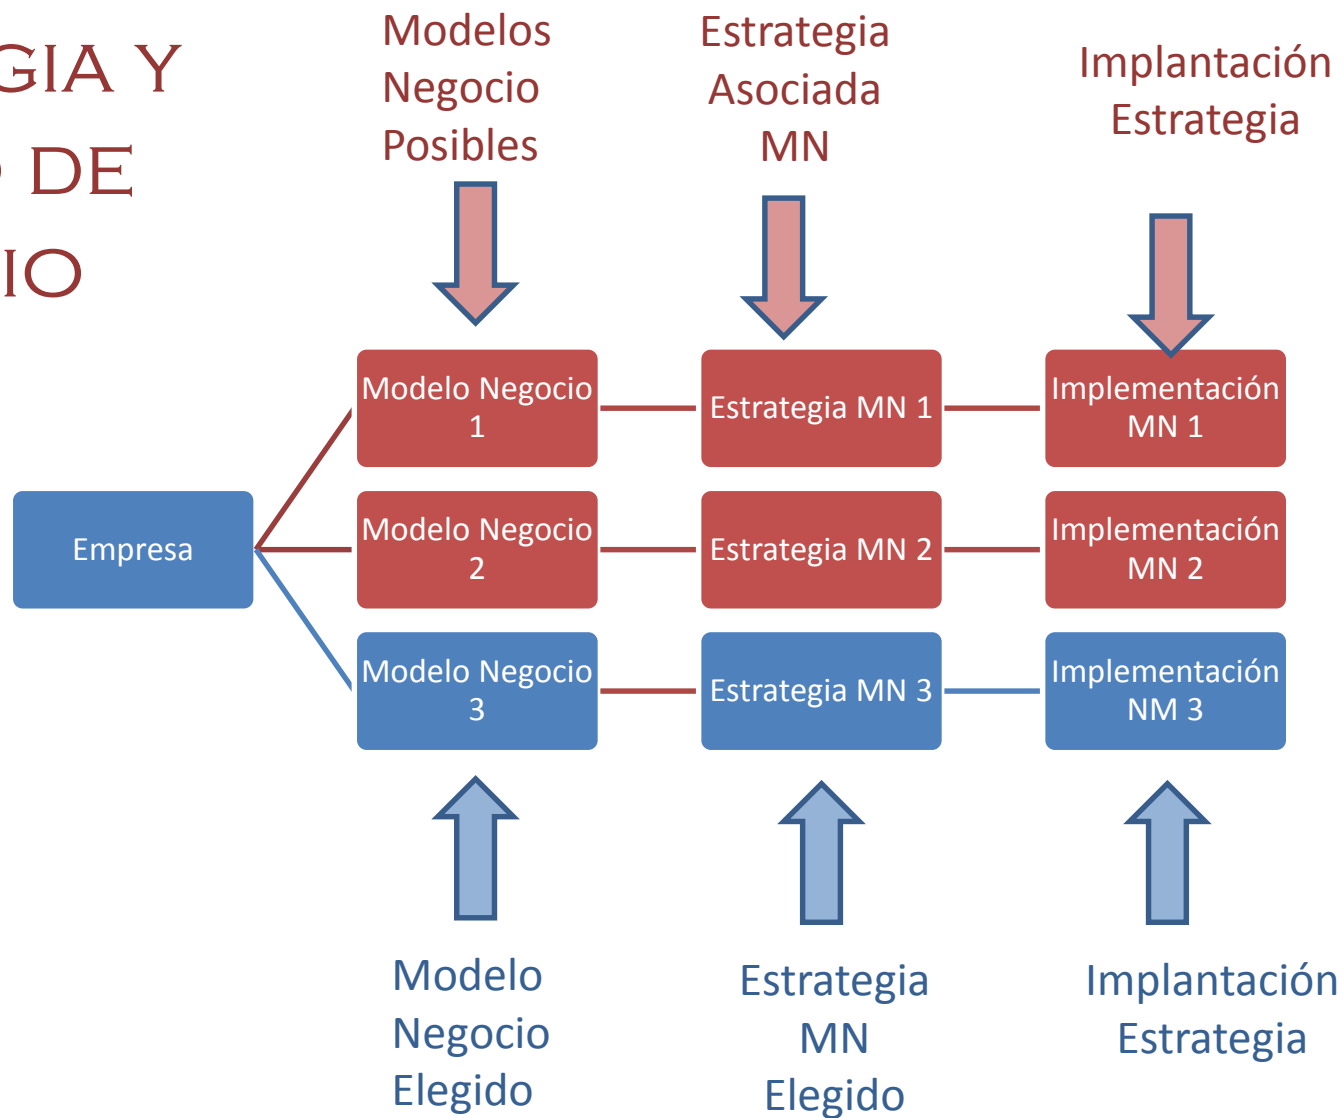 GIA Y
DE
IO
Modelos
Negocio
Posibles
Estrategia
Asociada
MN
Implantación
Estrategia
Modelo Negocio
1
Estrategia MN 1
Implementación
MN 1
Empresa
Modelo Negocio
2
Estrategia MN 2
Implementación
MN 2
Modelo Negocio
3
Estrategia MN 3
Implementación
NM 3
Modelo
Negocio
Elegido
Estrategia
MN
Elegido
Implantación
Estrategia